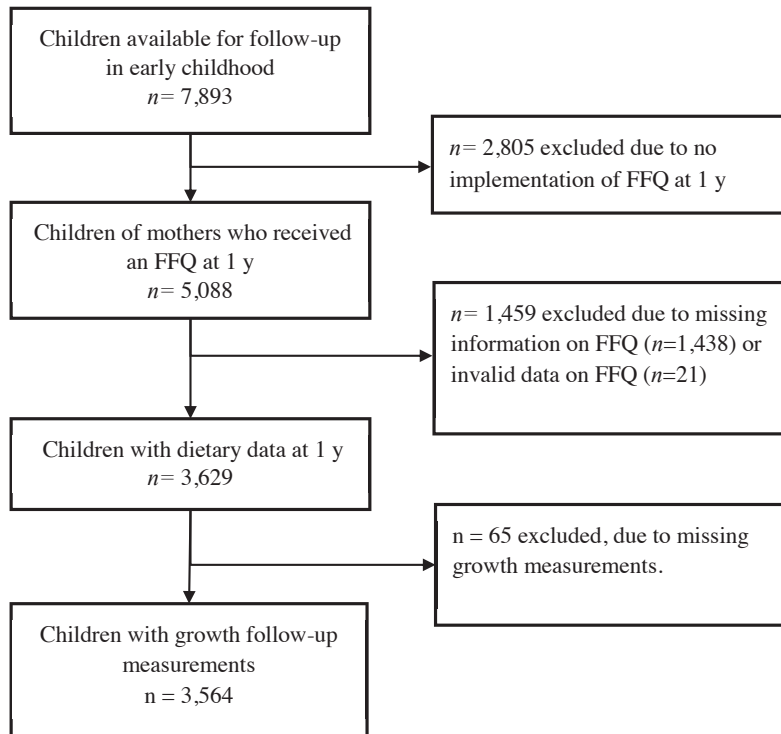 Children available for follow-up
in early childhood
n= 7,893
n= 2,805 excluded due to no
implementation of FFQ at 1 y
Children of mothers who received
an FFQ at 1 y
n= 5,088
n= 1,459 excluded due to missing
information on FFQ (n=1,438) or
invalid data on FFQ (n=21)
Children with dietary data at 1 y
n= 3,629
n = 65 excluded, due to missing
growth measurements.
Children with growth follow-up
measurements
n = 3,564